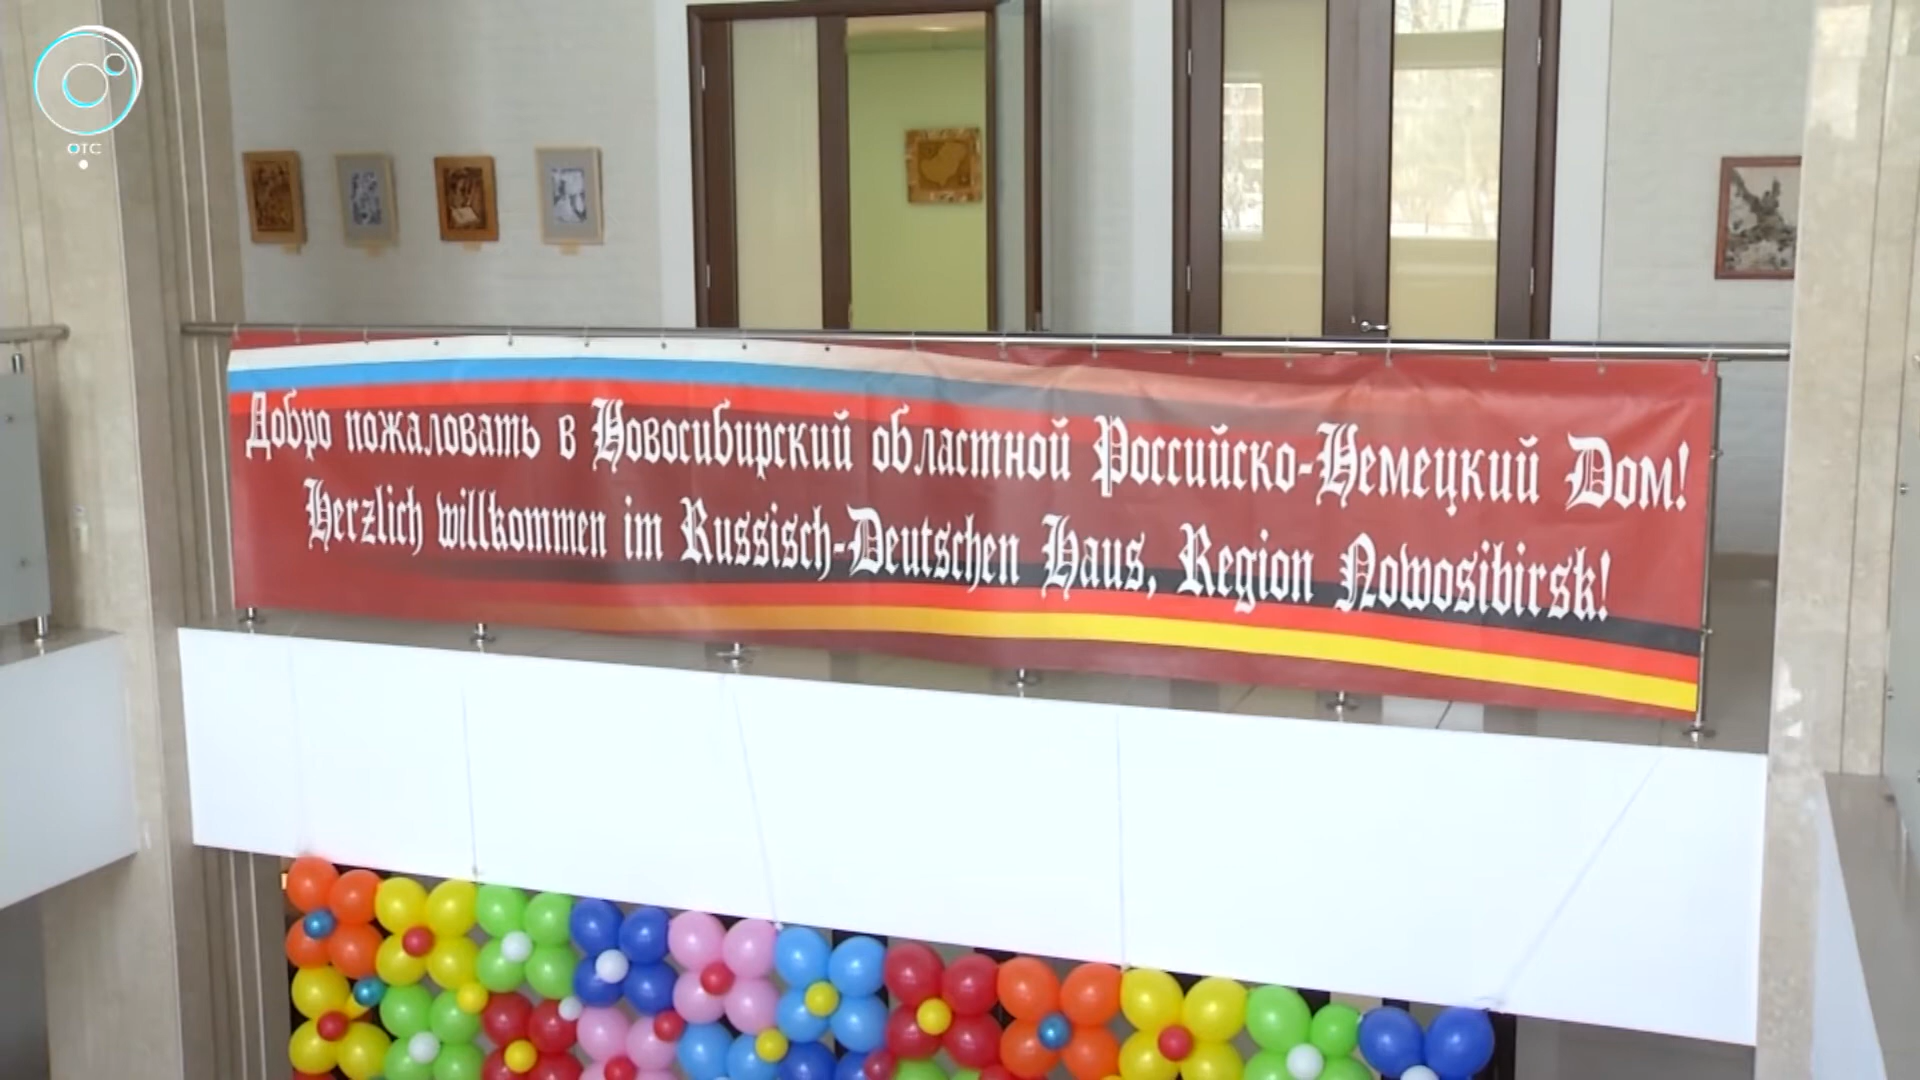 ОТС
Добро пожаловать в Новосибирский областной Российско-Немецкий Дом!
Herzlich willkommen im Russisch-Deutschen Haus, Region Nowosibirsk!